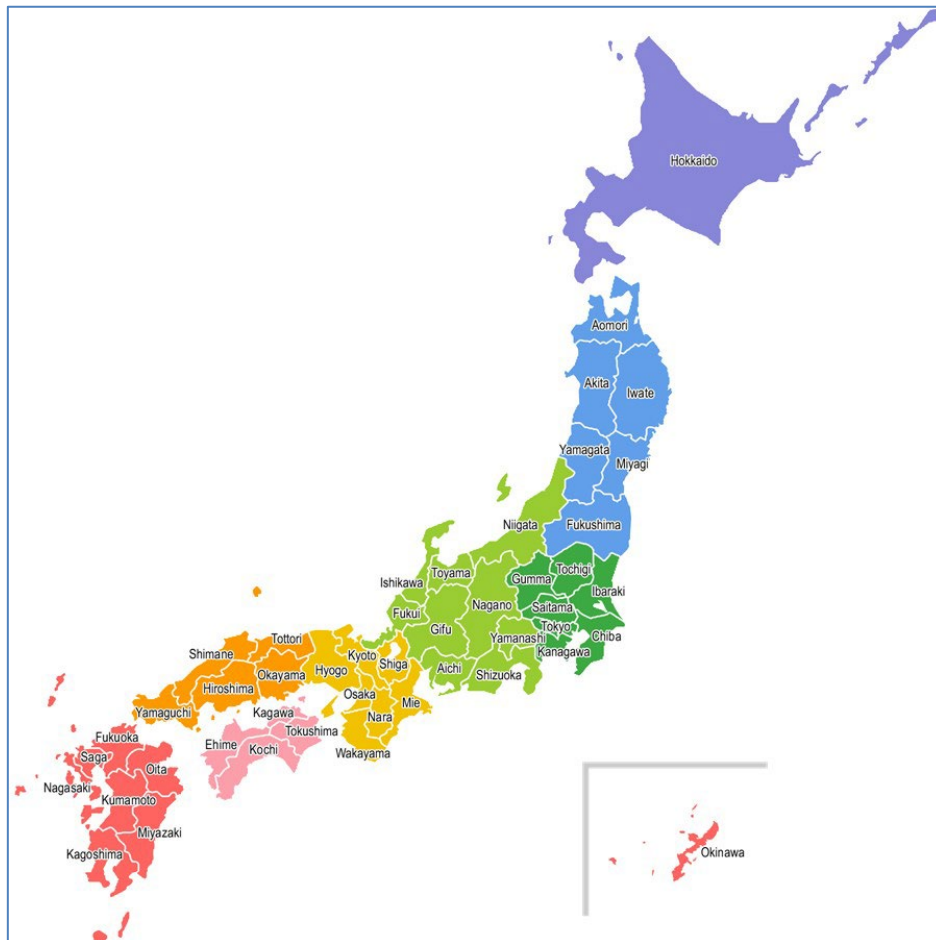 Hokkaido
Aomori
Akita
Iwate
Yamagata
Miyagi
Niigata
Fukushima
Toyama
Ishikawa
Gumma
Tochigi
Ibaraki
Nagano
Saitama
Fukui
Gifu
Tokyo
Chiba
Yamanashi
Kanagawa
Tottori
Shimane
Kyoto
Shiga
Aichi
Shizuoka
Hyogo
Okayama
Hiroshima
Osaka
Mie
Yamaguchi
Kagawa
Nara
Tokushima
Fukuoka
Ehime
Kochi
Wakayama
Saga
Oita
Nagasaki
Kumamoto
Miyazaki
Kagoshima
Okinawa